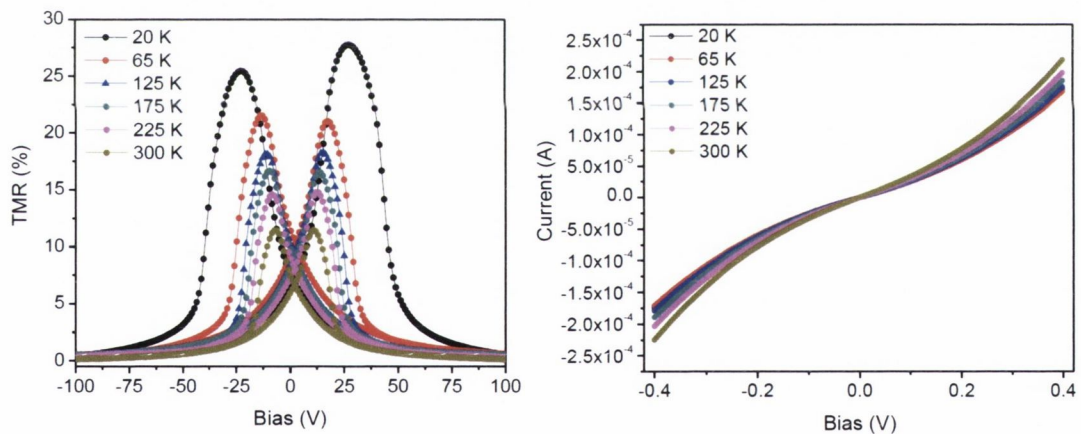 30
25
20
15
10
5
0
TMR (%)
20 K
65 K
125 K
175 K
225 K
300 K
-100 -75 -50 -25 0 25 50 75 100
Bias (V)
2.5x10⁻⁴
2.0x10⁻⁴
1.5x10⁻⁴
1.0x10⁻⁴
5.0x10⁻⁵
0.0
-5.0x10⁻⁵
-1.0x10⁻⁴
-1.5x10⁻⁴
-2.0x10⁻⁴
-2.5x10⁻⁴
Current (A)
20 K
65 K
125 K
175 K
225 K
300 K
-0.4 -0.2 0.0 0.2 0.4
Bias (V)